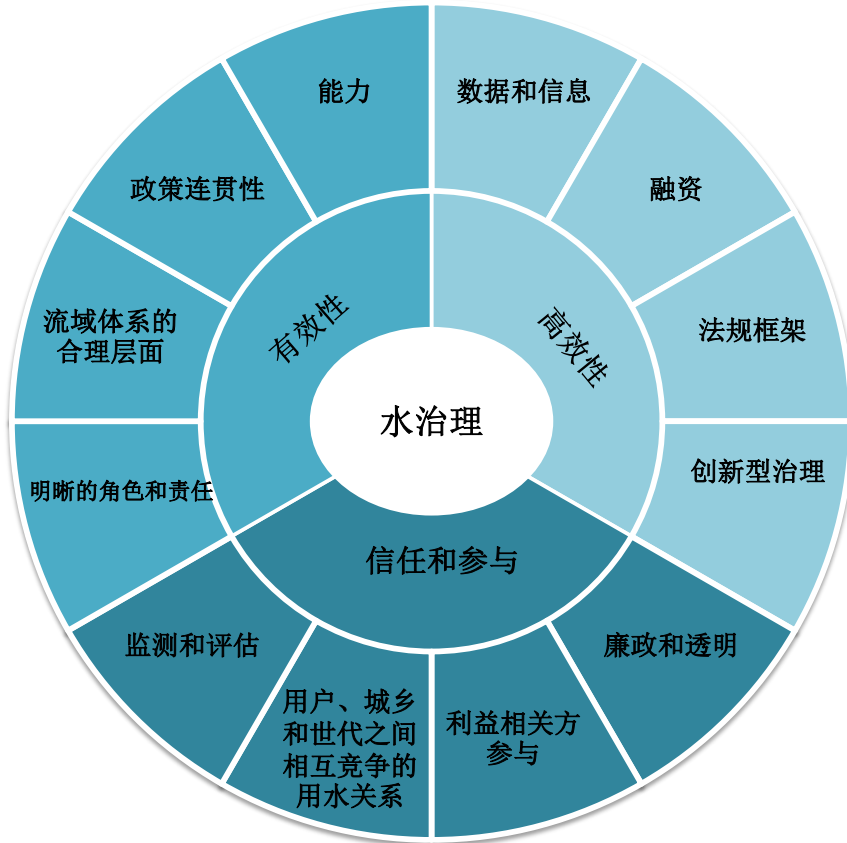 能力
数据和信息
政策连贯性
融资
流域体系的
合理层面
有效性
高效性
法规框架
水治理
明晰的角色和责任
创新型治理
信任和参与
监测和评估
廉政和透明
用户、城乡
和世代之间
相互竞争的
用水关系
利益相关方
参与